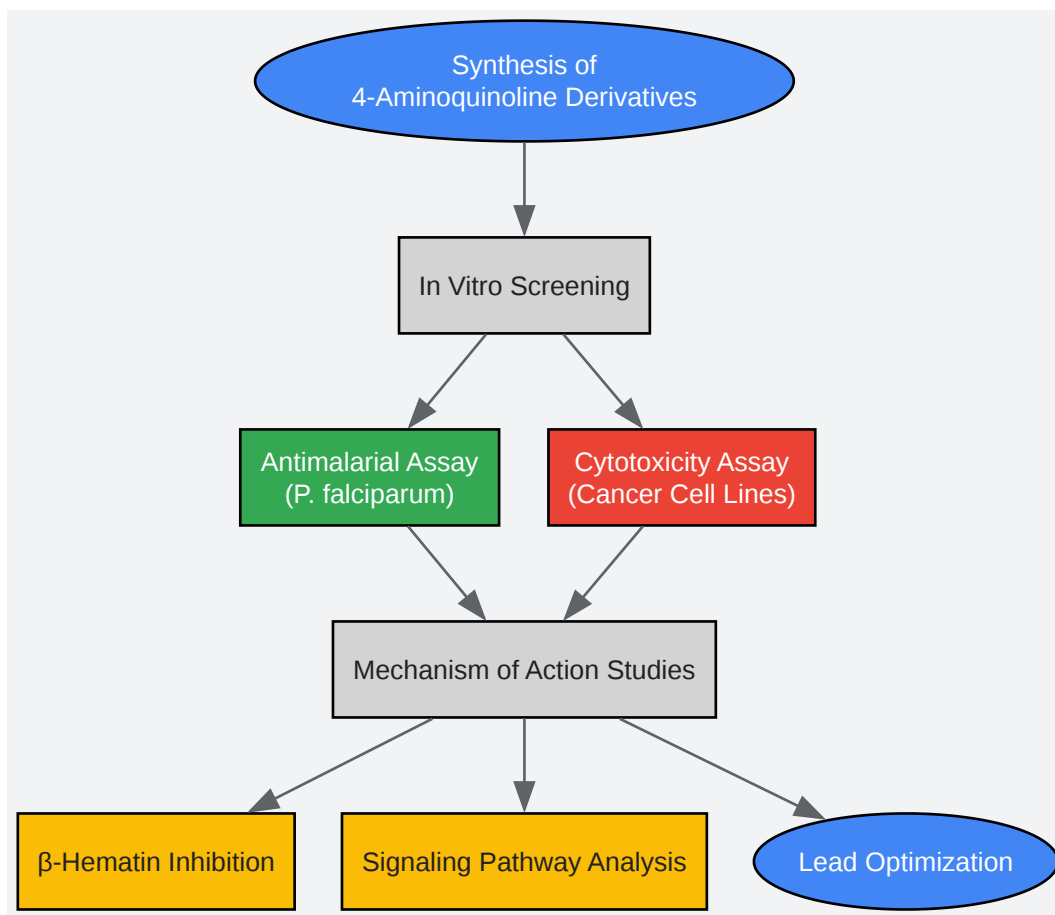 Synthesis of
4-Aminoquinoline Derivatives
In Vitro Screening
Antimalarial Assay
(P. falciparum)
Cytotoxicity Assay
(Cancer Cell Lines)
Mechanism of Action Studies
β-Hematin Inhibition
Signaling Pathway Analysis
Lead Optimization